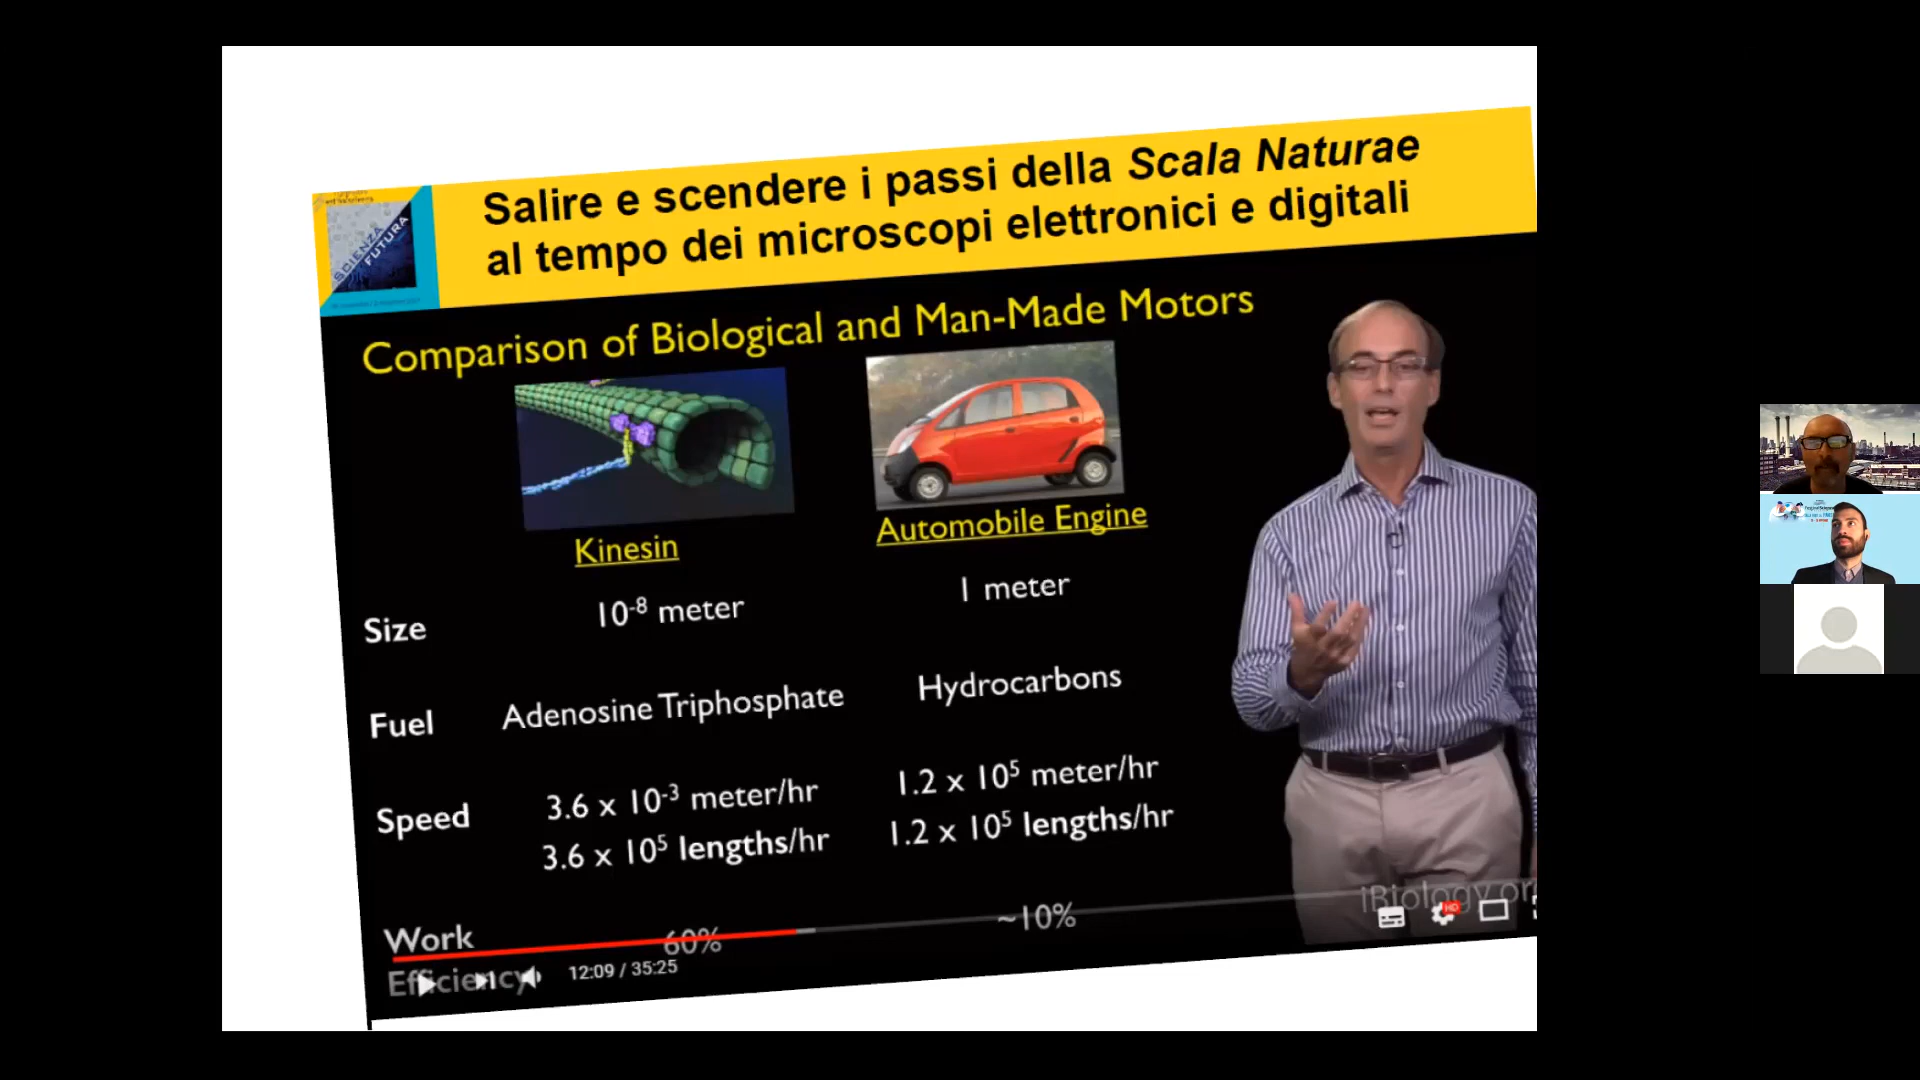 Salire e scendere i passi della Scala Naturae
al tempo dei microscopi elettronici e digitali
SCIENZA
FUTURA
Comparison of Biological and Man-Made Motors
Kinesin
Automobile Engine
Size
10⁻⁸ meter
1 meter
Fuel
Adenosine Triphosphate
Hydrocarbons
Speed
3.6 x 10⁻³ meter/hr
1.2 x 10⁵ meter/hr
3.6 x 10⁵ lengths/hr
1.2 x 10⁵ lengths/hr
Work
Efficiency
60%
~10%
iBiology.or
HD
12:09 / 35:25